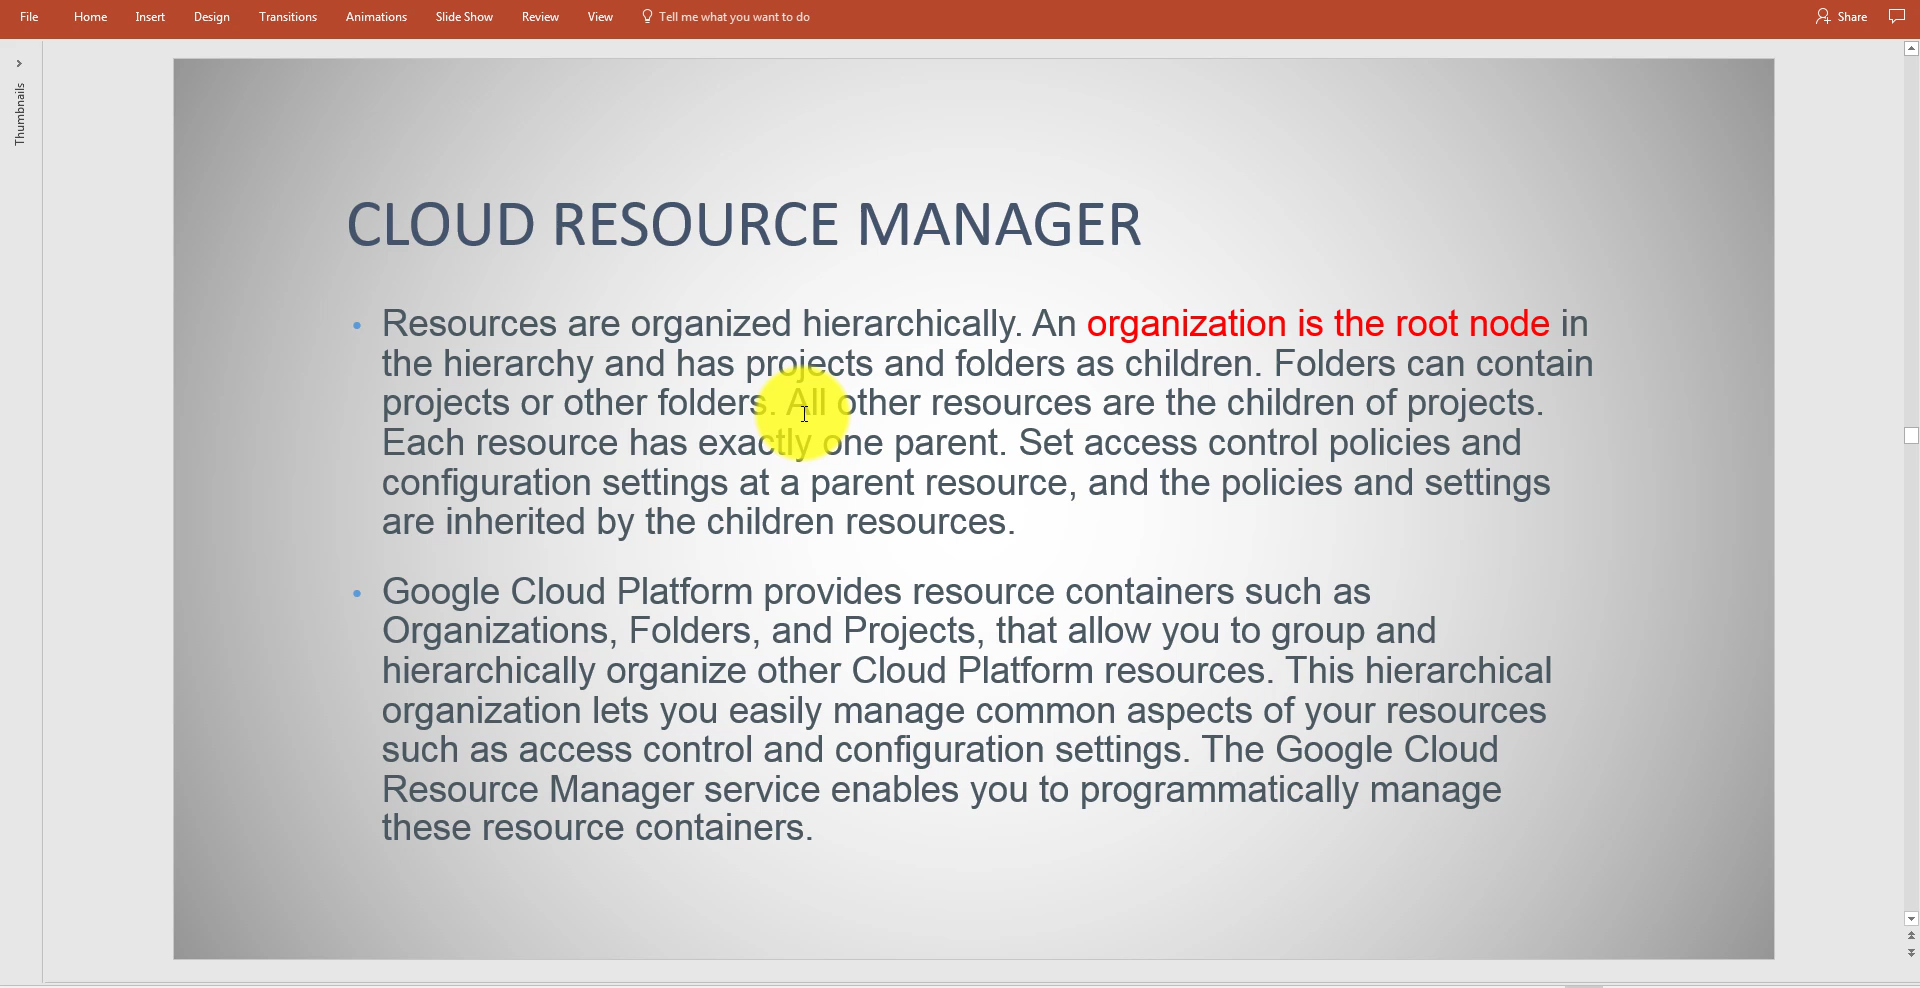 File Home Insert Design Transitions Animations Slide Show Review View Tell me what you want to do Share
Thumbnails
CLOUD RESOURCE MANAGER
• Resources are organized hierarchically. An organization is the root node in
the hierarchy and has projects and folders as children. Folders can contain
projects or other folders. All other resources are the children of projects.
Each resource has exactly one parent. Set access control policies and
configuration settings at a parent resource, and the policies and settings
are inherited by the children resources.
• Google Cloud Platform provides resource containers such as
Organizations, Folders, and Projects, that allow you to group and
hierarchically organize other Cloud Platform resources. This hierarchical
organization lets you easily manage common aspects of your resources
such as access control and configuration settings. The Google Cloud
Resource Manager service enables you to programmatically manage
these resource containers.